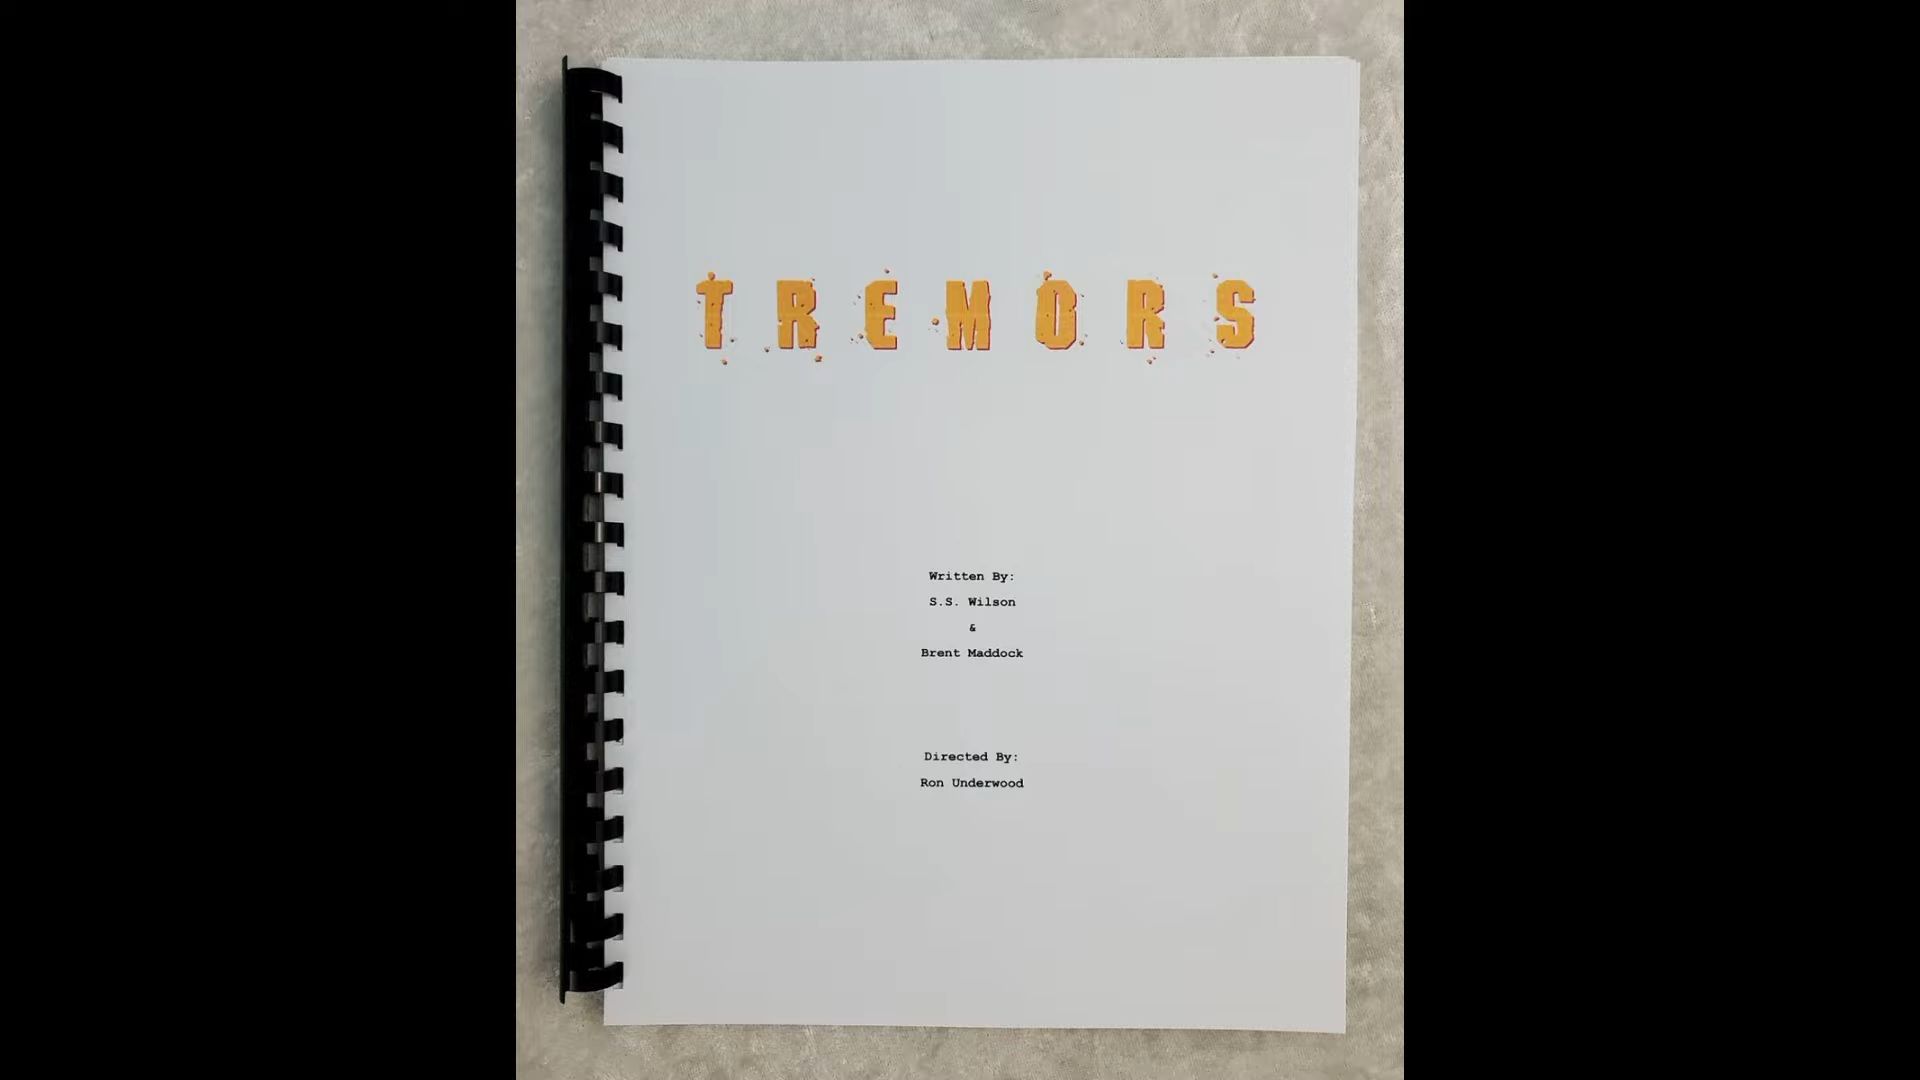 TREMORS
Written By:
S.S. Wilson
&
Brent Maddock
Directed By:
Ron Underwood